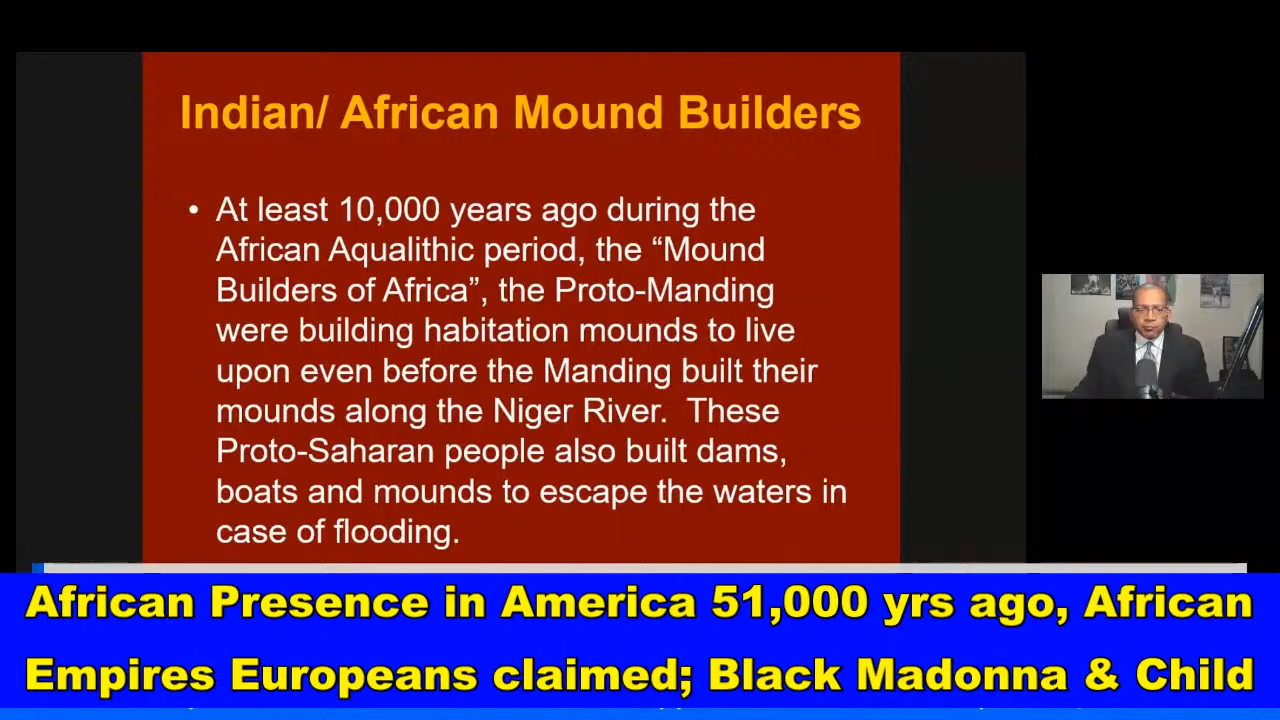 Indian/ African Mound Builders
• At least 10,000 years ago during the
African Aqualithic period, the “Mound
Builders of Africa”, the Proto-Manding
were building habitation mounds to live
upon even before the Manding built their
mounds along the Niger River.  These
Proto-Saharan people also built dams,
boats and mounds to escape the waters in
case of flooding.
African Presence in America 51,000 yrs ago, African
Empires Europeans claimed; Black Madonna & Child